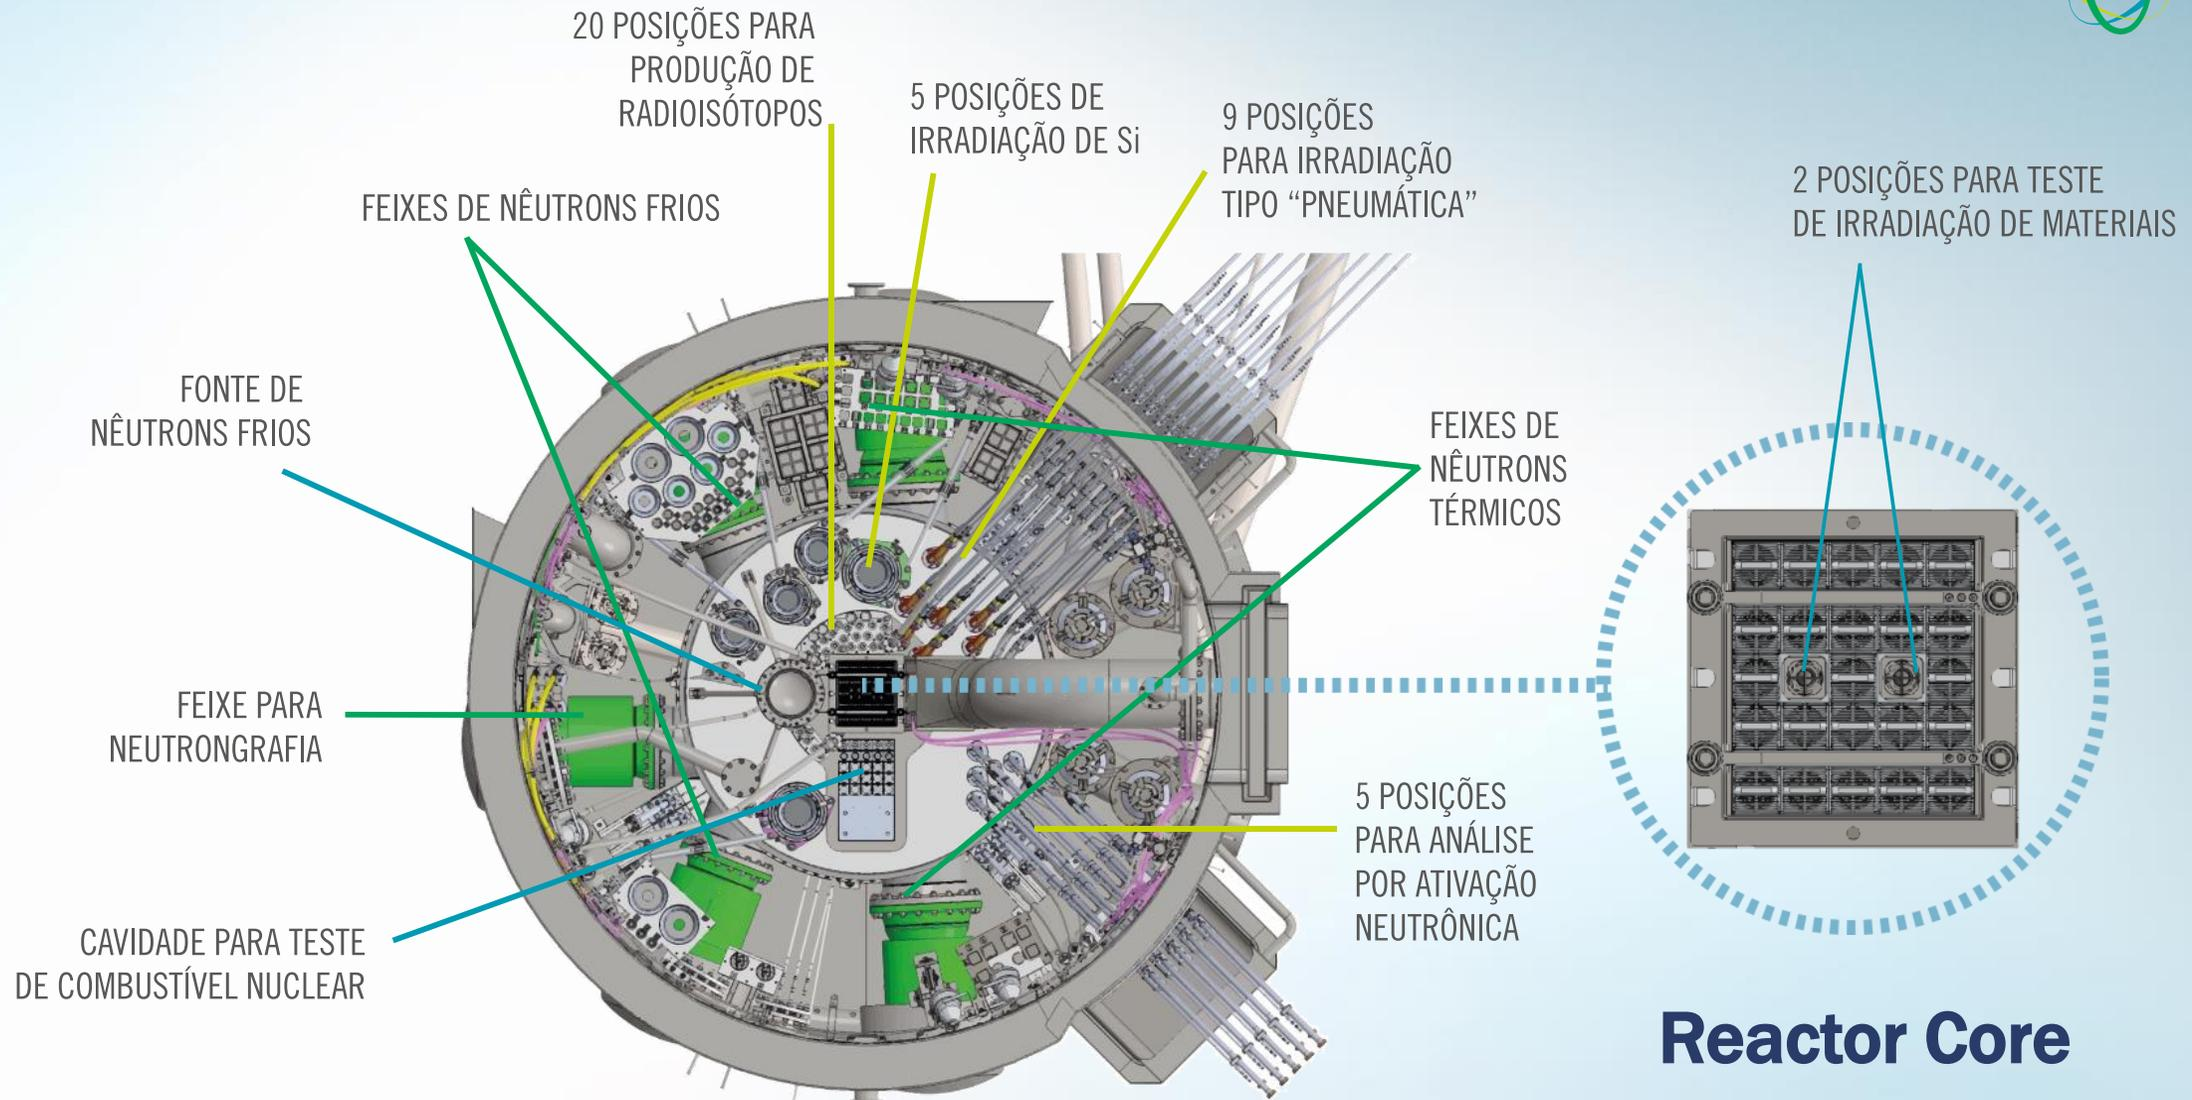 20 POSIÇÕES PARA
PRODUÇÃO DE
RADIOISÓTOPOS
5 POSIÇÕES DE
IRRADIAÇÃO DE Si
9 POSIÇÕES
PARA IRRADIAÇÃO
TIPO “PNEUMÁTICA”
2 POSIÇÕES PARA TESTE
DE IRRADIAÇÃO DE MATERIAIS
FEIXES DE NÊUTRONS FRIOS
FONTE DE
NÊUTRONS FRIOS
FEIXES DE
NÊUTRONS
TÉRMICOS
FEIXE PARA
NEUTRONGRAFIA
5 POSIÇÕES
PARA ANÁLISE
POR ATIVAÇÃO
NEUTRÔNICA
CAVIDADE PARA TESTE
DE COMBUSTÍVEL NUCLEAR
Reactor Core